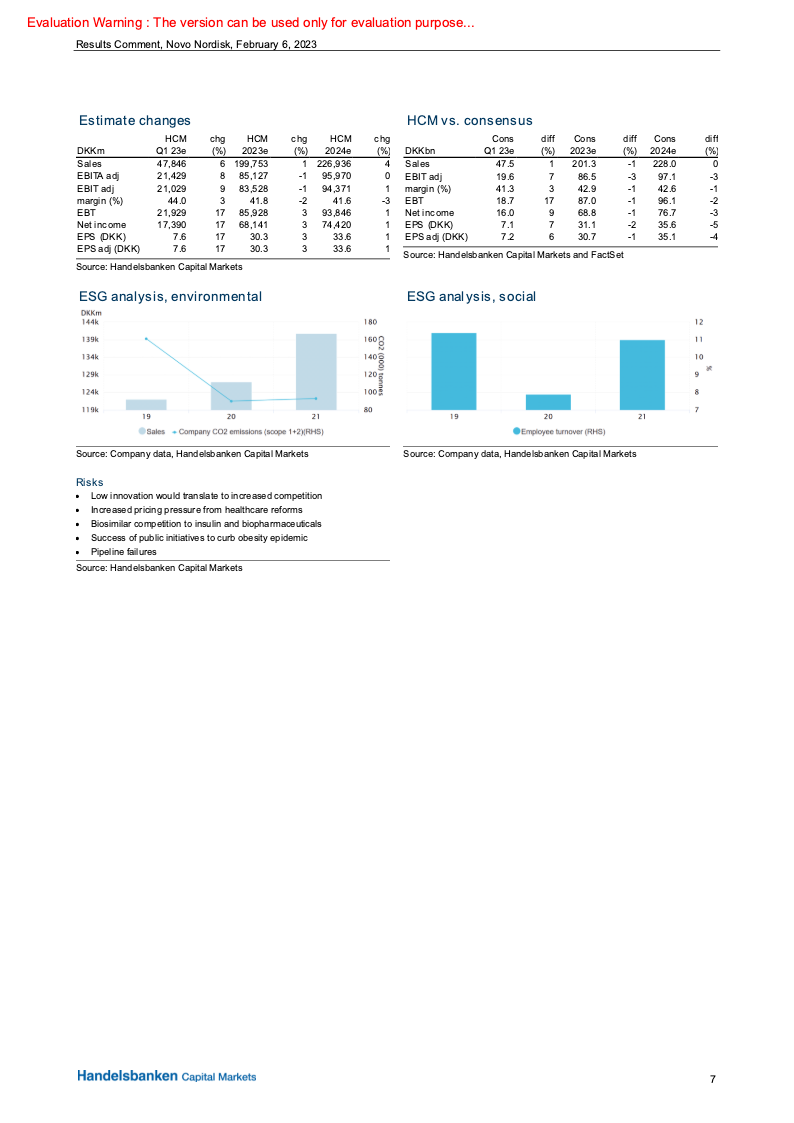 Evaluation Warning : The version can be used only for evaluation purpose...
Results Comment, Novo Nordisk, February 6, 2023
Estimate changes
HCM chg HCM chg HCM chg
DKKm Q1 23e (%) 2023e (%) 2024e (%)
Sales 47,846 6 199,753 1 226,936 4
EBITA adj 21,429 8 85,127 -1 95,970 0
EBIT adj 21,029 9 83,528 -1 94,371 1
margin (%) 44.0 3 41.8 -2 41.6 -3
EBT 21,929 17 85,928 3 93,846 1
Net income 17,390 17 68,141 3 74,420 1
EPS (DKK) 7.6 17 30.3 3 33.6 1
EPS adj (DKK) 7.6 17 30.3 3 33.6 1
Source: Handelsbanken Capital Markets
HCM vs. consensus
Cons diff Cons diff Cons diff
DKKbn Q1 23e (%) 2023e (%) 2024e (%)
Sales 47.5 1 201.3 -1 228.0 0
EBIT adj 19.6 7 86.5 -3 97.1 -3
margin (%) 41.3 3 42.9 -1 42.6 -1
EBT 18.7 17 87.0 -1 96.1 -2
Net income 16.0 9 68.8 -1 76.7 -3
EPS (DKK) 7.1 7 31.1 -2 35.6 -5
EPS adj (DKK) 7.2 6 30.7 -1 35.1 -4
Source: Handelsbanken Capital Markets and FactSet
ESG analysis, environmental
DKKm
144k 180
139k 160
134k 140
129k 120
124k 100
119k 80
CO2 (000) tonnes
19 20 21
Sales Company CO2 emissions (scope 1+2)(RHS)
Source: Company data, Handelsbanken Capital Markets
ESG analysis, social
12
11
10
9
8
7
%
19 20 21
Employee turnover (RHS)
Source: Company data, Handelsbanken Capital Markets
Risks
• Low innovation would translate to increased competition
• Increased pricing pressure from healthcare reforms
• Biosimilar competition to insulin and biopharmaceuticals
• Success of public initiatives to curb obesity epidemic
• Pipeline failures
Source: Handelsbanken Capital Markets
Handelsbanken Capital Markets
7